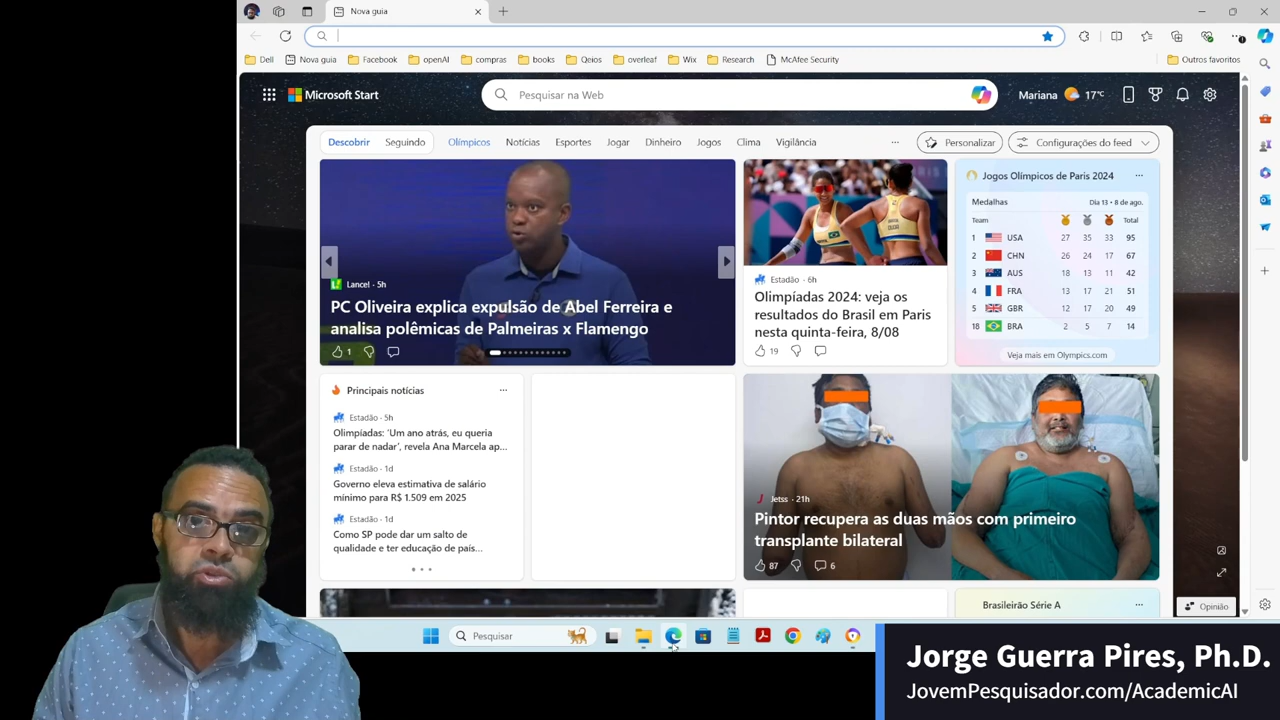 Nova guia
Dell
Nova guia
Facebook
openAI
compras
books
Qeios
overleaf
Wix
Research
McAfee Security
Outros favoritos
Microsoft Start
Pesquisar na Web
Mariana
17°C
Descobrir
Seguindo
Olímpicos
Notícias
Esportes
Jogar
Dinheiro
Jogos
Clima
Vigilância
Personalizar
Configurações do feed
Lance! · 5h
PC Oliveira explica expulsão de Abel Ferreira e
analisa polêmicas de Palmeiras x Flamengo
1
Estadão · 6h
Olimpíadas 2024: veja os
resultados do Brasil em Paris
nesta quinta-feira, 8/08
19
Jogos Olímpicos de Paris 2024
Medalhas Dia 13 • 8 de ago.
Team Total
1 USA 27 35 33 95
2 CHN 26 24 17 67
3 AUS 18 13 11 42
4 FRA 13 17 21 51
5 GBR 12 17 20 49
18 BRA 2 5 7 14
Veja mais em Olympics.com
Principais notícias
Estadão · 5h
Olimpíadas: 'Um ano atrás, eu queria
parar de nadar', revela Ana Marcela ap...
Estadão · 1d
Governo eleva estimativa de salário
mínimo para R$ 1.509 em 2025
Estadão · 1d
Como SP pode dar um salto de
qualidade e ter educação de país...
Jetss · 21h
Pintor recupera as duas mãos com primeiro
transplante bilateral
87
6
Brasileirão Série A
Opinião
Pesquisar
Jorge Guerra Pires, Ph.D.
JovemPesquisador.com/AcademicAI